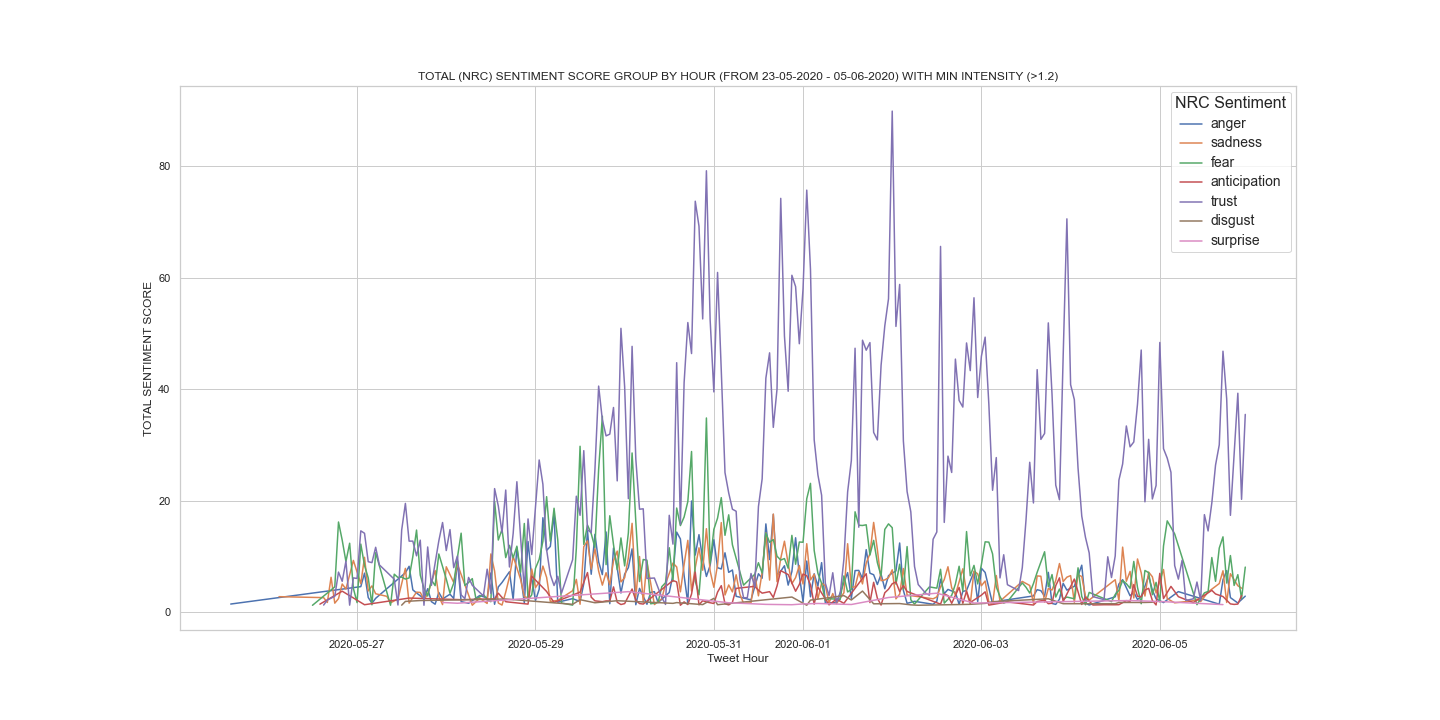 TOTAL (NRC) SENTIMENT SCORE GROUP BY HOUR (FROM 23-05-2020 - 05-06-2020) WITH MIN INTENSITY (>1.2)
NRC Sentiment
anger
sadness
fear
anticipation
trust
disgust
surprise
TOTAL SENTIMENT SCORE
80
60
40
20
0
2020-05-27
2020-05-29
2020-05-31
2020-06-01
2020-06-03
2020-06-05
Tweet Hour